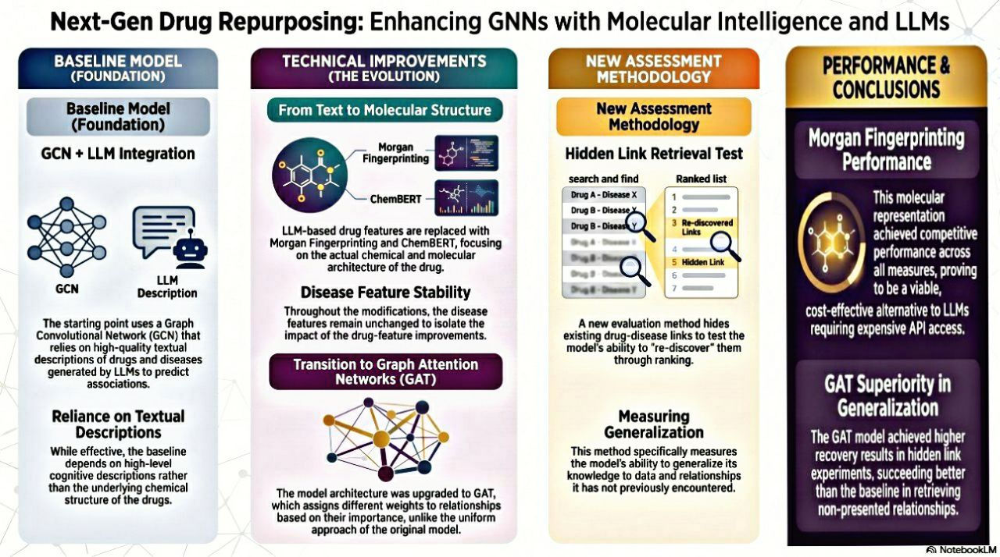 Next-Gen Drug Repurposing: Enhancing GNNs with Molecular Intelligence and LLMs
BASELINE MODEL
(FOUNDATION)
Baseline Model
(Foundation)
GCN + LLM Integration
GCN
LLM
Description
The starting point uses a Graph
Convolutional Network (GCN) that
relies on high-quality textual
descriptions of drugs and diseases
generated by LLMs to predict
associations.
Reliance on Textual
Descriptions
While effective, the baseline
depends on high-level
cognitive descriptions rather
than the underlying chemical
structure of the drugs.
TECHNICAL IMPROVEMENTS
(THE EVOLUTION)
From Text to Molecular Structure
Morgan
Fingerprinting
ChemBERT
LLM-based drug features are replaced with
Morgan Fingerprinting and ChemBERT, focusing
on the actual chemical and molecular
architecture of the drug.
Disease Feature Stability
Throughout the modifications, the disease
features remain unchanged to isolate the
impact of the drug-feature improvements.
Transition to Graph Attention
Networks (GAT)
The model architecture was upgraded to GAT,
which assigns different weights to relationships
based on their importance, unlike the uniform
approach of the original model.
NEW ASSESSMENT
METHODOLOGY
New Assessment
Methodology
Hidden Link Retrieval Test
search and find
Drug A - Disease X
Drug B - Disease Y
Drug B - Disease Y
Ranked list
1
2
3 Re-discovered
Links
4
5 Hidden Link
6
7
A new evaluation method hides
existing drug-disease links to test the
model's ability to "re-discover" them
through ranking.
Measuring
Generalization
This method specifically measures
the model's ability to generalize its
knowledge to data and relationships
it has not previously encountered.
PERFORMANCE &
CONCLUSIONS
Morgan Fingerprinting
Performance
This molecular
representation
achieved competitive
performance across
all measures, proving
to be a viable,
cost-effective alternative to LLMs
requiring expensive API access.
GAT Superiority in
Generalization
The GAT model achieved higher
recovery results in hidden link
experiments, succeeding better
than the baseline in retrieving
non-presented relationships.
NotebookLM